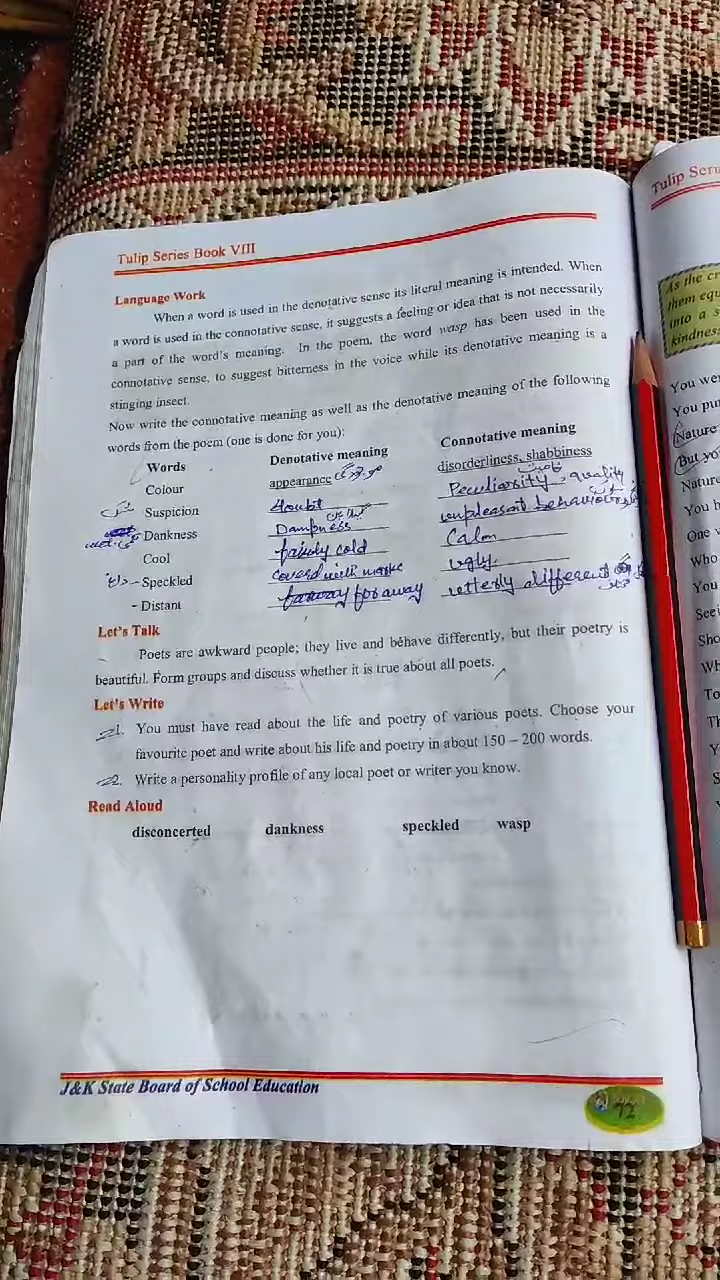 Tulip Series Book VIII
Language Work
When a word is used in the denotative sense its literal meaning is intended. When
a word is used in the connotative sense, it suggests a feeling or idea that is not necessarily
a part of the word's meaning. In the poem, the word wasp has been used in the
connotative sense, to suggest bitterness in the voice while its denotative meaning is a
stinging insect.
Now write the connotative meaning as well as the denotative meaning of the following
words from the poem (one is done for you):
Words Denotative meaning Connotative meaning
Colour appearance disorderliness, shabbiness
Suspicion doubt Peculiarity, quality
Dankness Dampness unpleasant behaviour
Cool fairly cold Calm
Speckled coverd with marks ugly.
- Distant far away utterly different
Let's Talk
Poets are awkward people; they live and behave differently, but their poetry is
beautiful. Form groups and discuss whether it is true about all poets.
Let's Write
1. You must have read about the life and poetry of various poets. Choose your
favourite poet and write about his life and poetry in about 150 – 200 words.
2. Write a personality profile of any local poet or writer you know.
Read Aloud
disconcerted dankness speckled wasp
J&K State Board of School Education
72
Tulip Seri
As the cr
them equ
into a s
kindness
You wer
You pu
Nature
But yo
Nature
You h
One w
Who
You
Seei
Sho
Wh
To
Th
Y
S